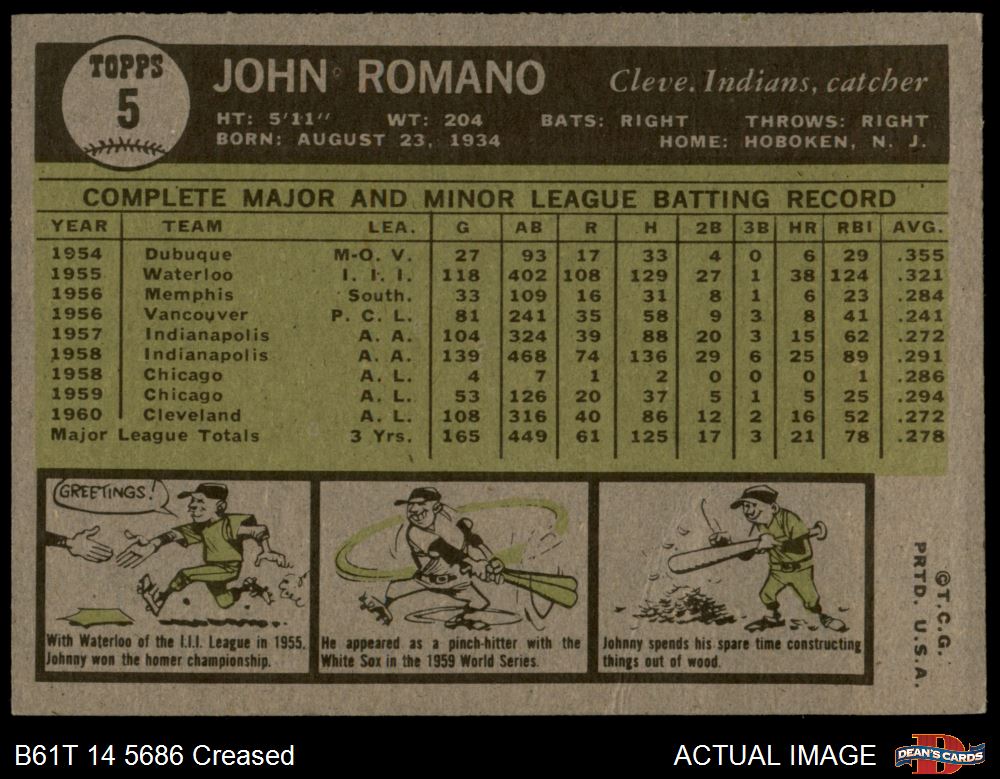 TOPPS
5
JOHN ROMANO
Cleve. Indians, catcher
HT: 5'11" WT: 204 BATS: RIGHT THROWS: RIGHT
BORN: AUGUST 23, 1934 HOME: HOBOKEN, N. J.
COMPLETE MAJOR AND MINOR LEAGUE BATTING RECORD
YEAR TEAM LEA. G AB R H 2B 3B HR RBI AVG.
1954 Dubuque M-O. V. 27 93 17 33 4 0 6 29 .355
1955 Waterloo I. I. I. 118 402 108 129 27 1 38 124 .321
1956 Memphis South. 33 109 16 31 8 1 6 23 .284
1956 Vancouver P. C. L. 81 241 35 58 9 3 8 41 .241
1957 Indianapolis A. A. 104 324 39 88 20 3 15 62 .272
1958 Indianapolis A. A. 139 468 74 136 29 6 25 89 .291
1958 Chicago A. L. 4 7 1 2 0 0 0 1 .286
1959 Chicago A. L. 53 126 20 37 5 1 5 25 .294
1960 Cleveland A. L. 108 316 40 86 12 2 16 52 .272
Major League Totals 3 Yrs. 165 449 61 125 17 3 21 78 .278
GREETINGS!
With Waterloo of the I.I.I. League in 1955,
Johnny won the homer championship.
He appeared as a pinch-hitter with the
White Sox in the 1959 World Series.
Johnny spends his spare time constructing
things out of wood.
©T.C.G.
PRTD. U.S.A.
B61T 14 5686 Creased
ACTUAL IMAGE
DEAN'S CARDS